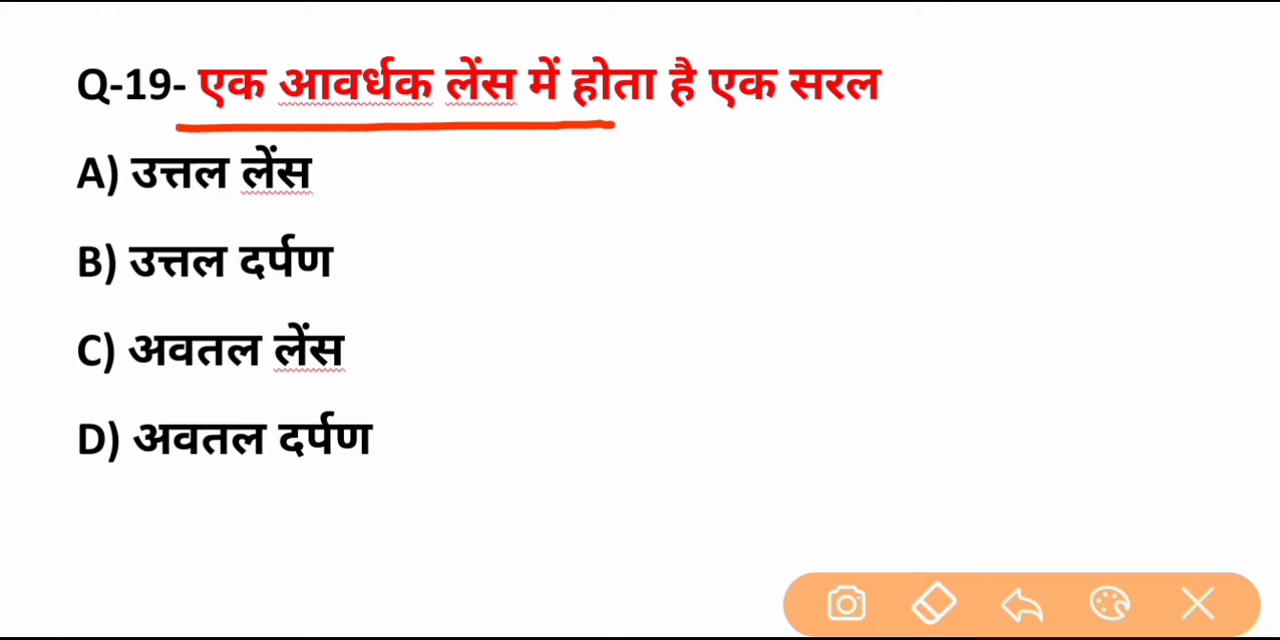 Q-19- एक आवर्धक लेंस में होता है एक सरल
A) उत्तल लेंस
B) उत्तल दर्पण
C) अवतल लेंस
D) अवतल दर्पण